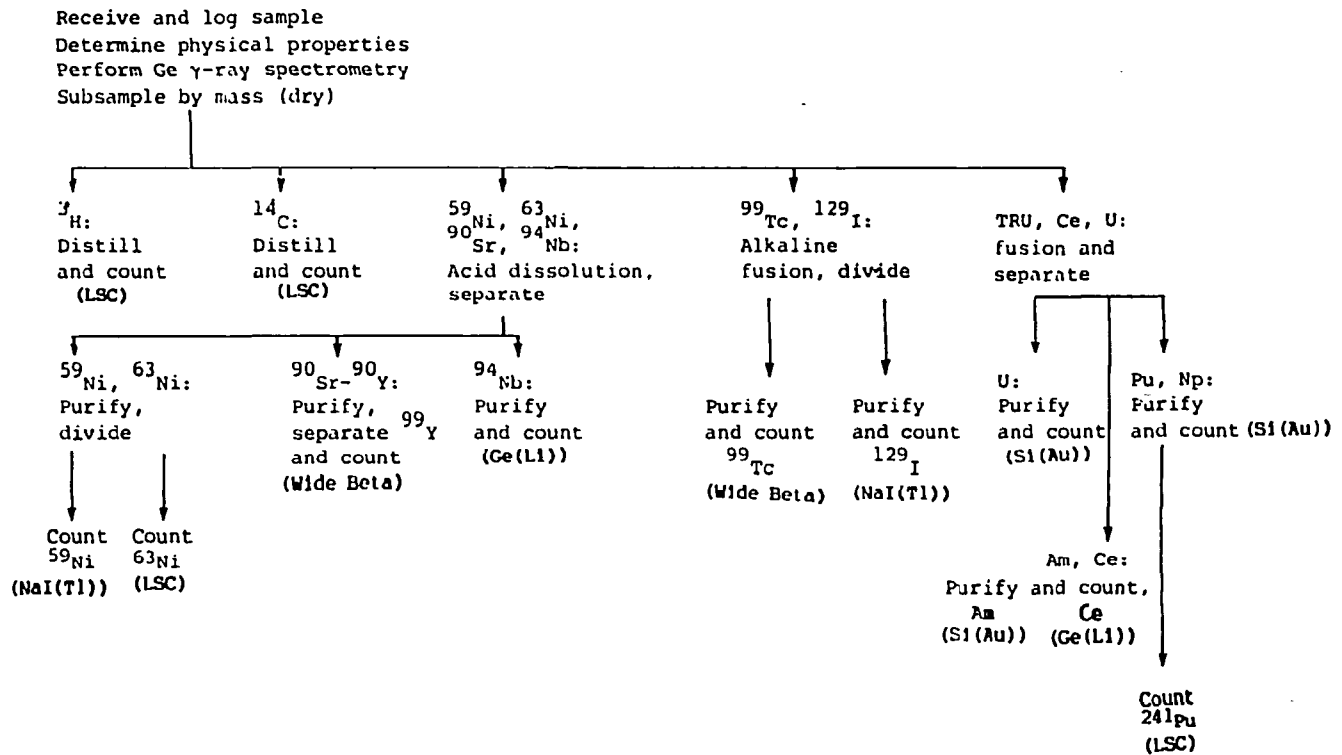 Receive and log sample
Determine physical properties
Perform Ge γ-ray spectrometry
Subsample by mass (dry)
³H:
Distill
and count
(LSC)
¹⁴C:
Distill
and count
(LSC)
⁵⁹Ni, ⁶³Ni,
⁹⁰Sr, ⁹⁴Nb:
Acid dissolution,
separate
⁹⁹Tc, ¹²⁹I:
Alkaline
fusion, divide
TRU, Ce, U:
fusion and
separate
⁵⁹Ni, ⁶³Ni:
Purify,
divide
⁹⁰Sr-⁹⁰Y:
Purify,
separate ⁹⁹Y
and count
(Wide Beta)
⁹⁴Nb:
Purify
and count
(Ge(Li))
Purify
and count
⁹⁹Tc
(Wide Beta)
Purify
and count
¹²⁹I
(NaI(Tl))
U:
Purify
and count
(Si(Au))
Pu, Np:
Purify
and count (Si(Au))
Count
⁵⁹Ni
(NaI(Tl))
Count
⁶³Ni
(LSC)
Am, Ce:
Purify and count,
Am Ce
(Si(Au)) (Ge(Li))
Count
²⁴¹Pu
(LSC)